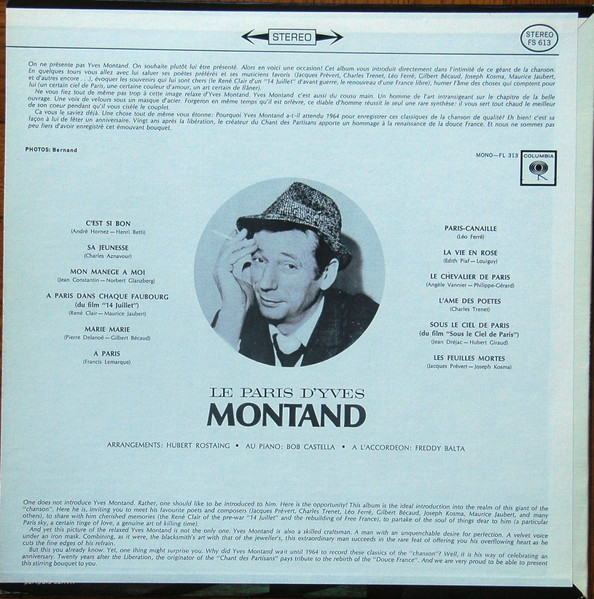 STEREO
STEREO
FS 613
On ne présente pas Yves Montand. On souhaite plutôt lui être présenté. Alors en voici une occasion! Cet album vous introduit directement dans l'intimité de ce géant de la chanson.
En quelques tours vous allez avec lui saluer ses poètes préférés et ses musiciens favoris (Jacques Prévert, Charles Trenet, Léo Ferré, Gilbert Bécaud, Joseph Kosma, Maurice Jaubert,
et d'autres encore . . .), évoquer les souvenirs qui lui sont chers (le René Clair d'un "14 Juillet" d'avant guerre, le renouveau d'une France libre), humer l'âme des choses qui comptent pour
lui (un certain ciel de Paris, une certaine couleur d'amour, un art certain de flâner).
Ne vous fiez tout de même pas trop à cette image relaxe d'Yves Montand. Yves Montand c'est aussi du cousu main. Un homme de l'art intransigeant sur le chapitre de la belle
ouvrage. Une voix de velours sous un masque d'acier. Forgeron en même temps qu'il est orfèvre, ce diable d'homme réussit le seul une rare synthèse: il vous sert tout chaud le meilleur
de son coeur pendant qu'il vous cisèle le couplet.
Ca vous le saviez déjà. Une chose tout de même vous étonne: Pourquoi Yves Montand a-t-il attendu 1964 pour enregistrer ces classiques de la chanson de qualité? Eh bien! c'est sa
façon à lui de fêter un anniversaire. Vingt ans après la libération, le créateur du Chant des Partisans apporte un hommage à la renaissance de la douce France. Et nous ne sommes pas
peu fiers d'avoir enregistré cet émouvant bouquet.
PHOTOS: Bernand
MONO—FL 313
COLUMBIA
C'EST SI BON
(André Hornez—Henri Betti)
SA JEUNESSE
(Charles Aznavour)
MON MANEGE A MOI
(Jean Constantin—Norbert Glanzberg)
A PARIS DANS CHAQUE FAUBOURG
(du film "14 Juillet")
(René Clair—Maurice Jaubert)
MARIE MARIE
(Pierre Delanoë—Gilbert Bécaud)
A PARIS
(Francis Lemarque)
PARIS-CANAILLE
(Léo Ferré)
LA VIE EN ROSE
(Edith Piaf—Louiguy)
LE CHEVALIER DE PARIS
(Angèle Vannier—Philippe-Gérard)
L'AME DES POETES
(Charles Trenet)
SOUS LE CIEL DE PARIS
(du film "Sous le Ciel de Paris")
(Jean Dréjac—Hubert Giraud)
LES FEUILLES MORTES
(Jacques Prévert—Joseph Kosma)
LE PARIS D'YVES
MONTAND
ARRANGEMENTS: HUBERT ROSTAING • AU PIANO: BOB CASTELLA • A L'ACCORDEON: FREDDY BALTA
One does not introduce Yves Montand. Rather, one should like to be introduced to him. Here is the opportunity! This album is the ideal introduction into the realm of this giant of the
"chanson". Here he is, inviting you to meet his favourite poets and composers (Jacques Prévert, Charles Trenet, Léo Ferré, Gilbert Bécaud, Joseph Kosma, Maurice Jaubert, and many
others), to share with him cherished memories (the René Clair of the pre-war "14 Juillet" and the rebuilding of Free France), to partake of the soul of things dear to him (a particular
Paris sky, a certain tinge of love, a genuine art of killing time).
And yet this picture of the relaxed Yves Montand is not the only one. Yves Montand is also a skilled craftsman. A man with an unquenchable desire for perfection. A velvet voice
under an iron mask. Combining, as it were, the blacksmith's art with that of the jeweller's, this extraordinary man succeeds in the rare feat of offering you his overflowing heart as he
cuts the fine edges of his refrain.
But this you already know. Yet, one thing might surprise you. Why did Yves Montand wait until 1964 to record these classics of the "chanson"? Well, it is his way of celebrating an
anniversary. Twenty years after the Liberation, the originator of the "Chant des Partisans" pays tribute to the rebirth of the "Douce France". And we are very proud to be able to present
this stirring bouquet to you.